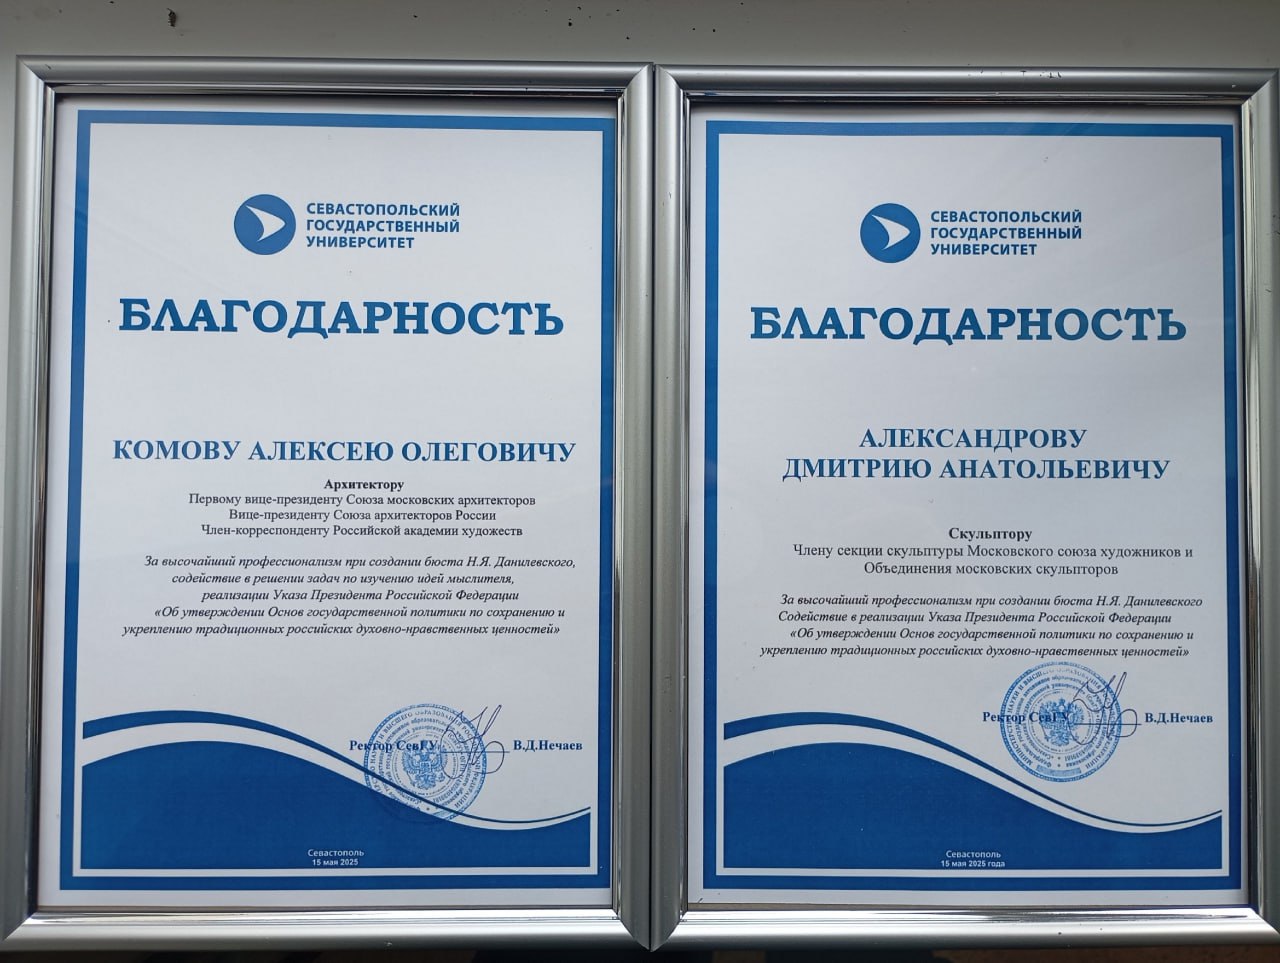 СЕВАСТОПОЛЬСКИЙ
ГОСУДАРСТВЕННЫЙ
УНИВЕРСИТЕТ
БЛАГОДАРНОСТЬ
КОМОВУ АЛЕКСЕЮ ОЛЕГОВИЧУ
Архитектору
Первому вице-президенту Союза московских архитекторов
Вице-президенту Союза архитекторов России
Член-корреспонденту Российской академии художеств
За высочайший профессионализм при создании бюста Н.Я. Данилевского,
содействие в решении задач по изучению идей мыслителя,
реализации Указа Президента Российской Федерации
«Об утверждении Основ государственной политики по сохранению и
укреплению традиционных российских духовно-нравственных ценностей»
Ректор СевГУ В.Д.Нечаев
Севастополь
15 мая 2025
СЕВАСТОПОЛЬСКИЙ
ГОСУДАРСТВЕННЫЙ
УНИВЕРСИТЕТ
БЛАГОДАРНОСТЬ
АЛЕКСАНДРОВУ
ДМИТРИЮ АНАТОЛЬЕВИЧУ
Скульптору
Члену секции скульптуры Московского союза художников и
Объединения московских скульпторов
За высочайший профессионализм при создании бюста Н.Я. Данилевского
Содействие в реализации Указа Президента Российской Федерации
«Об утверждении Основ государственной политики по сохранению и
укреплению традиционных российских духовно-нравственных ценностей»
Ректор СевГУ В.Д.Нечаев
Севастополь
15 мая 2025 года